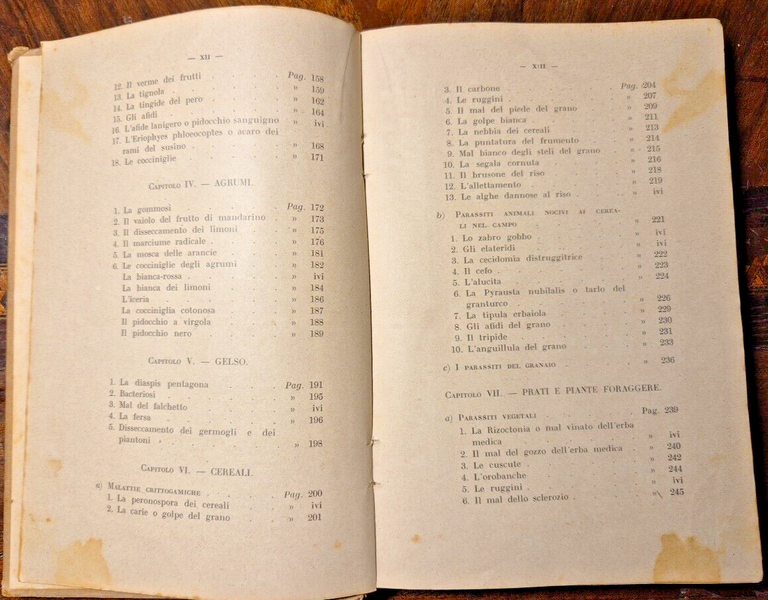 — XII —
12. Il verme dei frutti Pag. 158
13. La tignola » 159
14. La tingide del pero » 162
15. Gli afidi » 164
16. L'afide lanigero o pidocchio sanguigno » ivi
17. L'Eriophyes phloeocoptes o acaro dei
rami del susino » 168
18. Le cocciniglie » 171
Capitolo IV. — AGRUMI.
1. La gommosi Pag. 172
2. Il vaiolo del frutto di mandarino » 173
3. Il disseccamento dei limoni » 175
4. Il marciume radicale » 176
5. La mosca delle arancie » 181
6. Le cocciniglie degli agrumi » 182
La bianca-rossa » ivi
La bianca dei limoni » 184
L'iceria » 186
La cocciniglia cotonosa » 187
Il pidocchio a virgola » 188
Il pidocchio nero » 189
Capitolo V. — GELSO.
1. La diaspis pentagona Pag. 191
2. Bacteriosi » 195
3. Mal del falchetto » ivi
4. La fersa » 196
5. Disseccamento dei germogli e dei
piantoni » 198
Capitolo VI. — CEREALI.
a) Malattie crittogamiche Pag. 200
1. La peronospora dei cereali » ivi
2. La carie o golpe del grano » 201
— XIII —
3. Il carbone Pag. 204
4. Le ruggini » 207
5. Il mal del piede del grano » 209
6. La golpe bianca » 211
7. La nebbia dei cereali » 213
8. La puntatura del frumento » 214
9. Mal bianco degli steli del grano » 215
10. La segala cornuta » 216
11. Il brusone del riso » 218
12. L'allettamento » 219
13. Le alghe dannose al riso » ivi
b) Parassiti animali nocivi ai cerea-
li nel campo » 221
1. Lo zabro gobbo » ivi
2. Gli elateridi » ivi
3. La cecidomia distruggitrice » 222
4. Il cefo » 223
5. L'alucita » 224
6. La Pyrausta nubilalis o tarlo del
granturco » 226
7. La tipula erbaiola » 229
8. Gli afidi del grano » 230
9. Il tripide » 231
10. L'anguillula del grano » 233
c) I parassiti del granaio » 236
Capitolo VII. — PRATI E PIANTE FORAGGERE.
a) Parassiti vegetali Pag. 239
1. La Rizoctonia o mal vinato dell'erba
medica » ivi
2. Il mal del gozzo dell'erba medica » 240
3. Le cuscute » 242
4. L'orobanche » 244
5. Le ruggini » ivi
6. Il mal dello sclerozio » 245